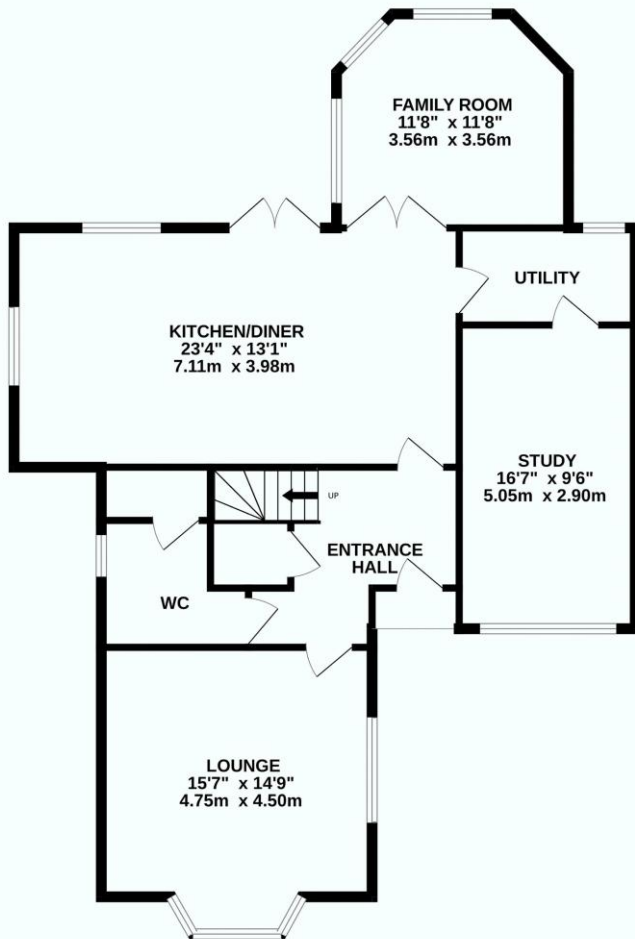 FAMILY ROOM
11'8" x 11'8"
3.56m x 3.56m
UTILITY
KITCHEN/DINER
23'4" x 13'1"
7.11m x 3.98m
STUDY
16'7" x 9'6"
5.05m x 2.90m
UP
ENTRANCE
HALL
WC
LOUNGE
15'7" x 14'9"
4.75m x 4.50m